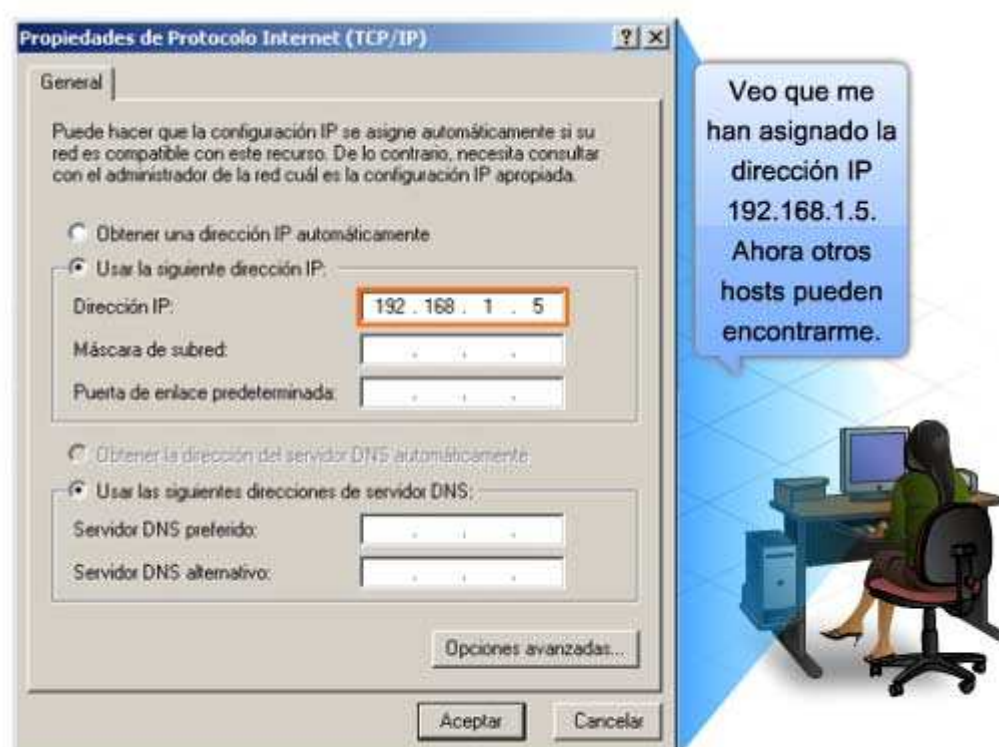 Propiedades de Protocolo Internet (TCP/IP)
General
Puede hacer que la configuración IP se asigne automáticamente si su
red es compatible con este recurso. De lo contrario, necesita consultar
con el administrador de la red cuál es la configuración IP apropiada.
Obtener una dirección IP automáticamente
Usar la siguiente dirección IP:
Dirección IP:
192 . 168 . 1 . 5
Máscara de subred:
Puerta de enlace predeterminada:
Obtener la dirección del servidor DNS automáticamente
Usar las siguientes direcciones de servidor DNS:
Servidor DNS preferido:
Servidor DNS alternativo:
Opciones avanzadas...
Aceptar
Cancelar
Veo que me
han asignado la
dirección IP
192.168.1.5.
Ahora otros
hosts pueden
encontrarme.